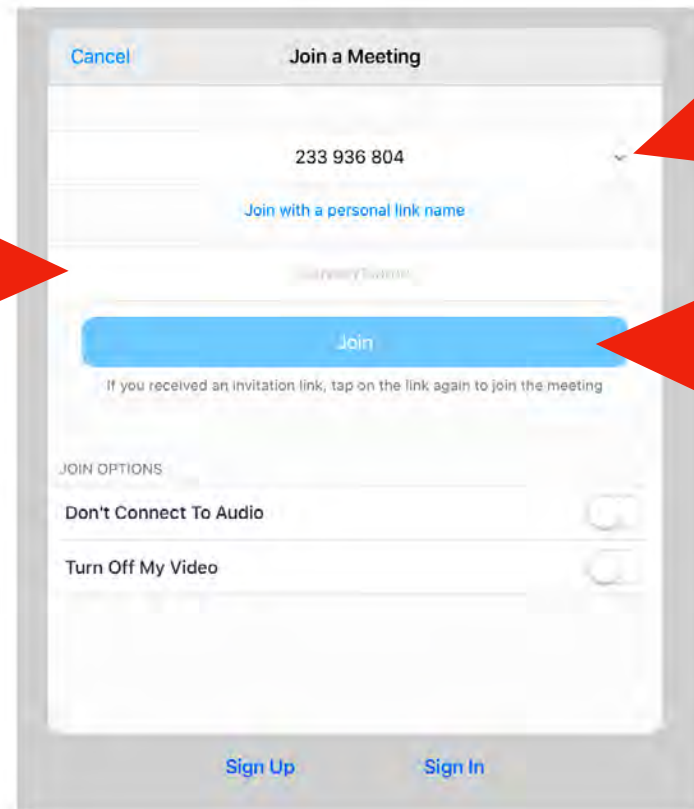 Cancel
Join a Meeting
233 936 804
Join with a personal link name
Join
If you received an invitation link, tap on the link again to join the meeting
JOIN OPTIONS
Don't Connect To Audio
Turn Off My Video
Sign Up
Sign In